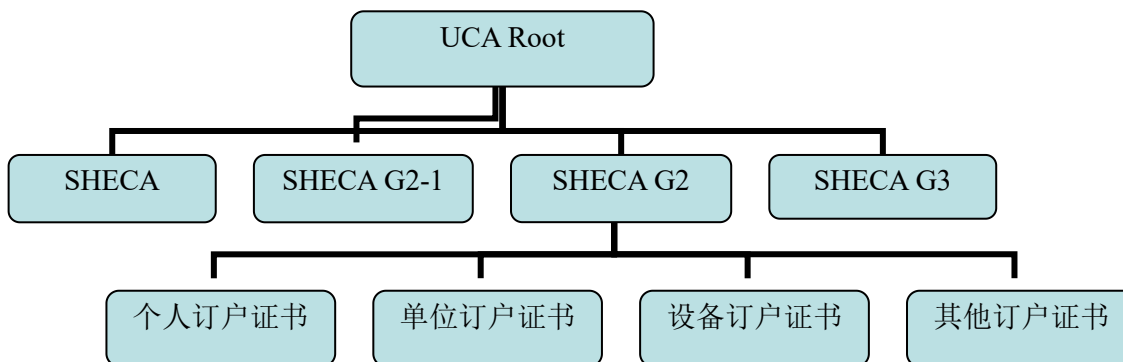 UCA Root
SHECA
SHECA G2-1
SHECA G2
SHECA G3
个人订户证书
单位订户证书
设备订户证书
其他订户证书